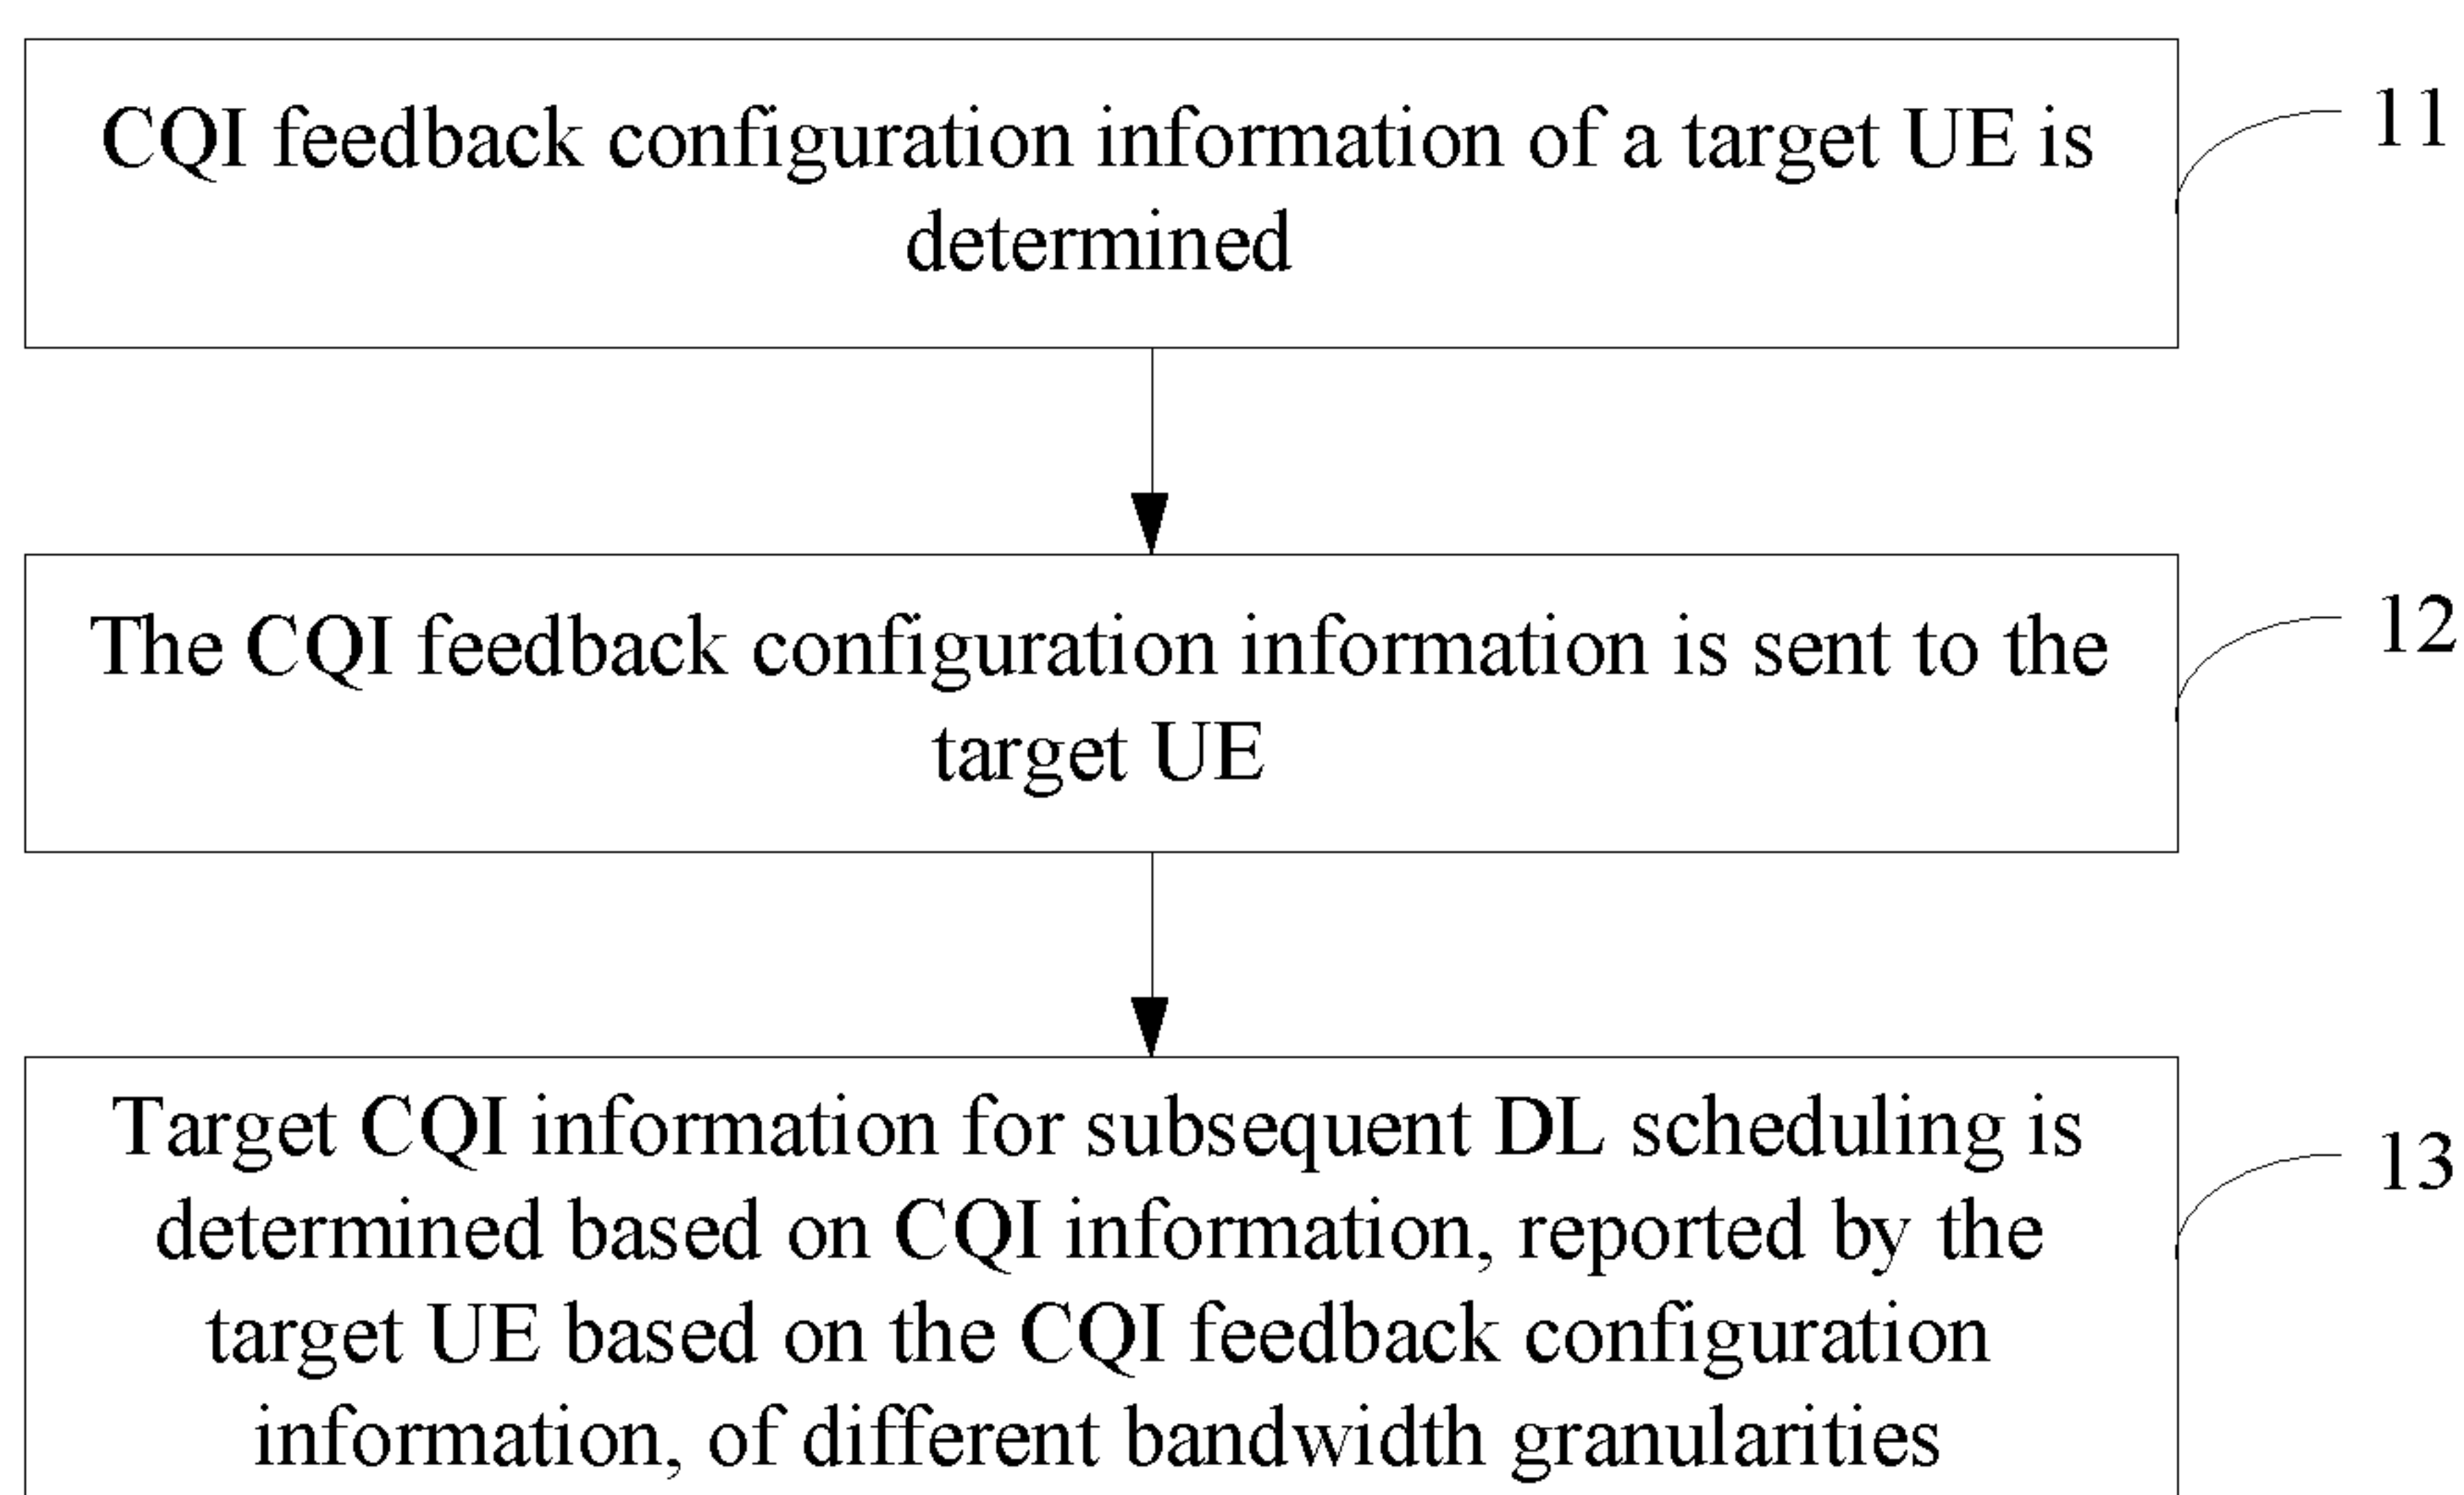 CQI feedback configuration information of a target UE is
determined
11
The CQI feedback configuration information is sent to the
target UE
12
Target CQI information for subsequent DL scheduling is
determined based on CQI information, reported by the
target UE based on the CQI feedback configuration
information, of different bandwidth granularities
13